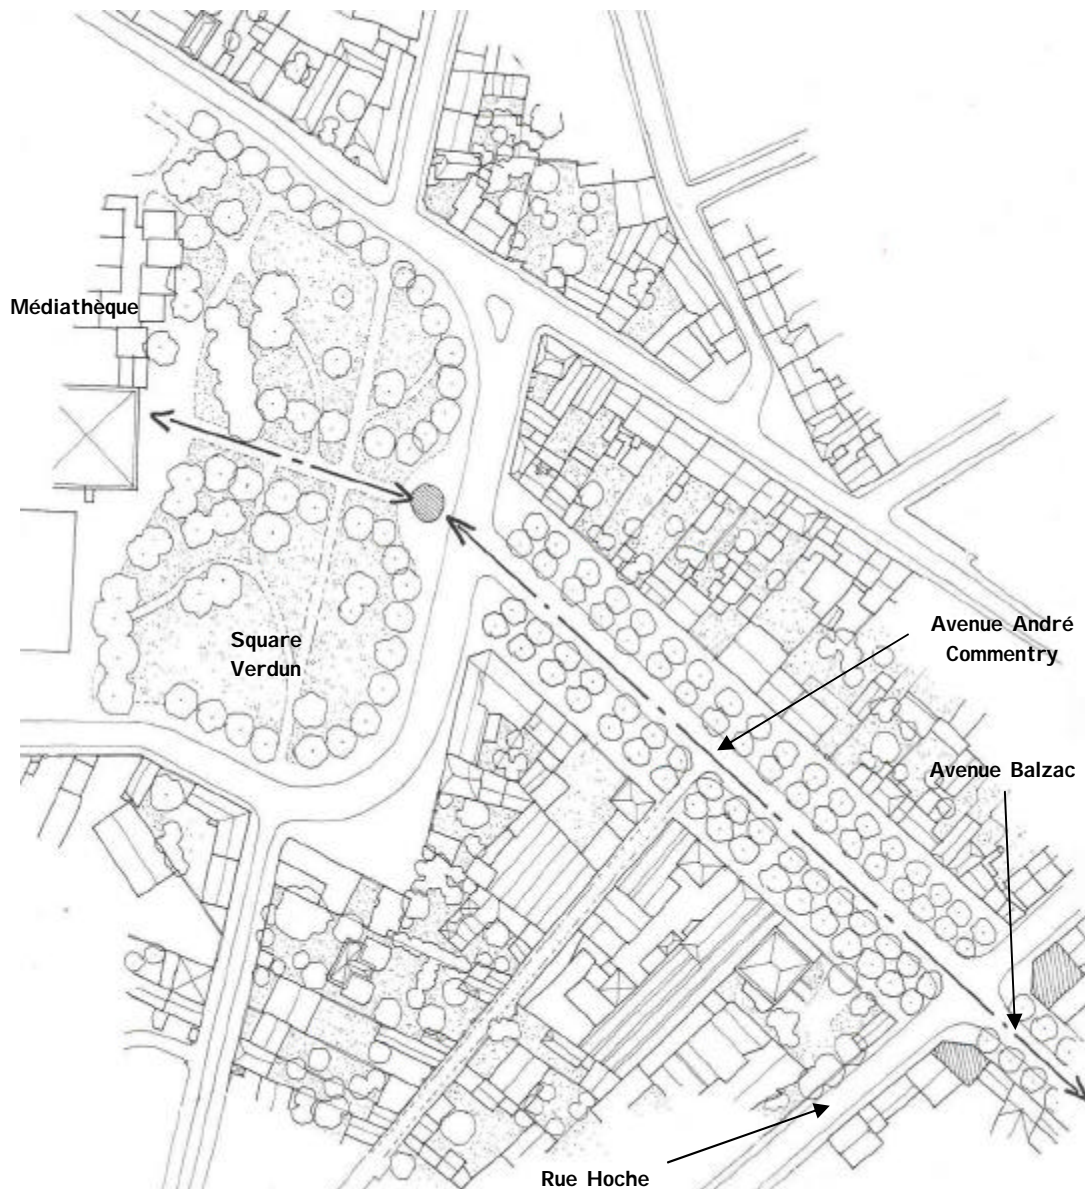 Médiathèque
Square
Verdun
Avenue André
Commentry
Avenue Balzac
Rue Hoche